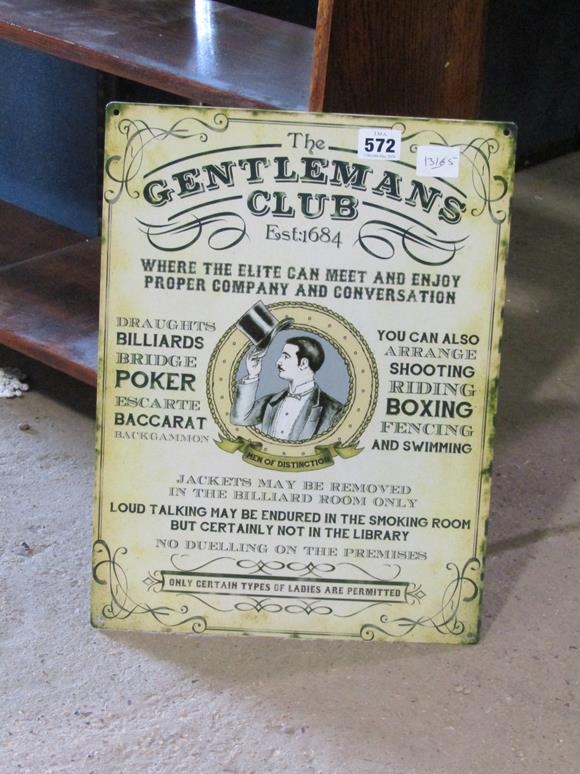 The
GENTLEMANS
CLUB
Est:1684
572
13165
WHERE THE ELITE CAN MEET AND ENJOY
PROPER COMPANY AND CONVERSATION
DRAUGHTS
BILLIARDS
BRIDGE
POKER
ESCARTE
BACCARAT
BACKGAMMON
MEN OF DISTINCTION
YOU CAN ALSO
ARRANGE
SHOOTING
RIDING
BOXING
FENCING
AND SWIMMING
JACKETS MAY BE REMOVED
IN THE BILLIARD ROOM ONLY
LOUD TALKING MAY BE ENDURED IN THE SMOKING ROOM
BUT CERTAINLY NOT IN THE LIBRARY
NO DUELLING ON THE PREMISES
ONLY CERTAIN TYPES OF LADIES ARE PERMITTED